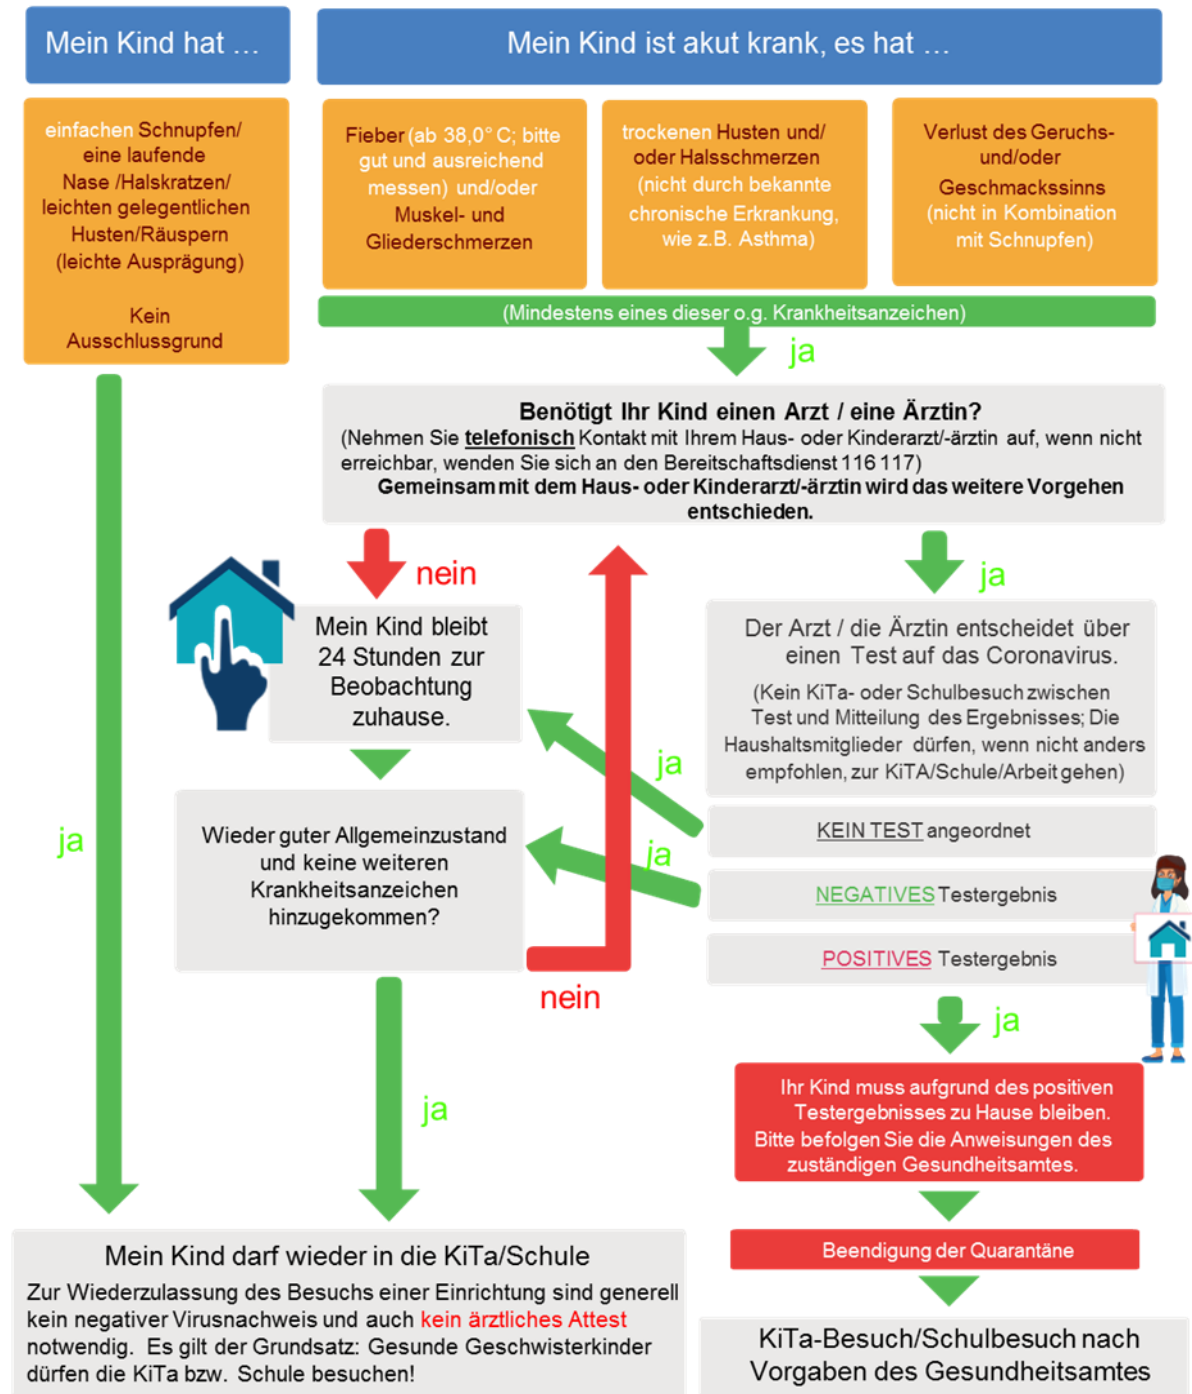 Mein Kind hat ...
Mein Kind ist akut krank, es hat ...
einfachen Schnupfen/
eine laufende
Nase /Halskratzen/
leichten gelegentlichen
Husten/Räuspern
(leichte Ausprägung)
Kein
Ausschlussgrund
Fieber (ab 38,0° C; bitte
gut und ausreichend
messen) und/oder
Muskel- und
Gliederschmerzen
trockenen Husten und/
oder Halsschmerzen
(nicht durch bekannte
chronische Erkrankung,
wie z.B. Asthma)
Verlust des Geruchs-
und/oder
Geschmackssinns
(nicht in Kombination
mit Schnupfen)
(Mindestens eines dieser o.g. Krankheitsanzeichen)
ja
Benötigt Ihr Kind einen Arzt / eine Ärztin?
(Nehmen Sie telefonisch Kontakt mit Ihrem Haus- oder Kinderarzt/-ärztin auf, wenn nicht
erreichbar, wenden Sie sich an den Bereitschaftsdienst 116 117)
Gemeinsam mit dem Haus- oder Kinderarzt/-ärztin wird das weitere Vorgehen
entschieden.
nein
ja
Mein Kind bleibt
24 Stunden zur
Beobachtung
zuhause.
Der Arzt / die Ärztin entscheidet über
einen Test auf das Coronavirus.
(Kein KiTa- oder Schulbesuch zwischen
Test und Mitteilung des Ergebnisses; Die
Haushaltsmitglieder dürfen, wenn nicht anders
empfohlen, zur KiTA/Schule/Arbeit gehen)
ja
ja
ja
Wieder guter Allgemeinzustand
und keine weiteren
Krankheitsanzeichen
hinzugekommen?
KEIN TEST angeordnet
NEGATIVES Testergebnis
POSITIVES Testergebnis
nein
ja
ja
Ihr Kind muss aufgrund des positiven
Testergebnisses zu Hause bleiben.
Bitte befolgen Sie die Anweisungen des
zuständigen Gesundheitsamtes.
Beendigung der Quarantäne
Mein Kind darf wieder in die KiTa/Schule
Zur Wiederzulassung des Besuchs einer Einrichtung sind generell
kein negativer Virusnachweis und auch kein ärztliches Attest
notwendig. Es gilt der Grundsatz: Gesunde Geschwisterkinder
dürfen die KiTa bzw. Schule besuchen!
KiTa-Besuch/Schulbesuch nach
Vorgaben des Gesundheitsamtes